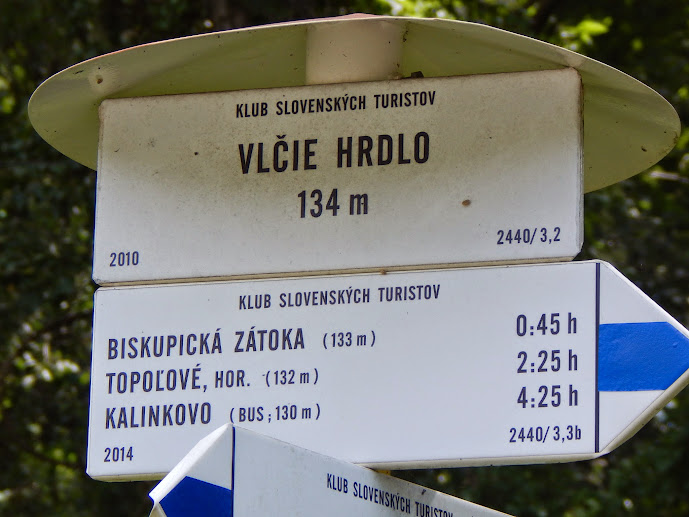 KLUB SLOVENSKÝCH TURISTOV
VLČIE HRDLO
134 m
2010 2440/3,2
KLUB SLOVENSKÝCH TURISTOV
BISKUPICKÁ ZÁTOKA (133 m) 0:45 h
TOPOĽOVÉ, HOR. (132 m) 2:25 h
KALINKOVO (BUS; 130 m) 4:25 h
2014 2440/3,3b
KLUB SLOVENSKÝCH TURISTOV